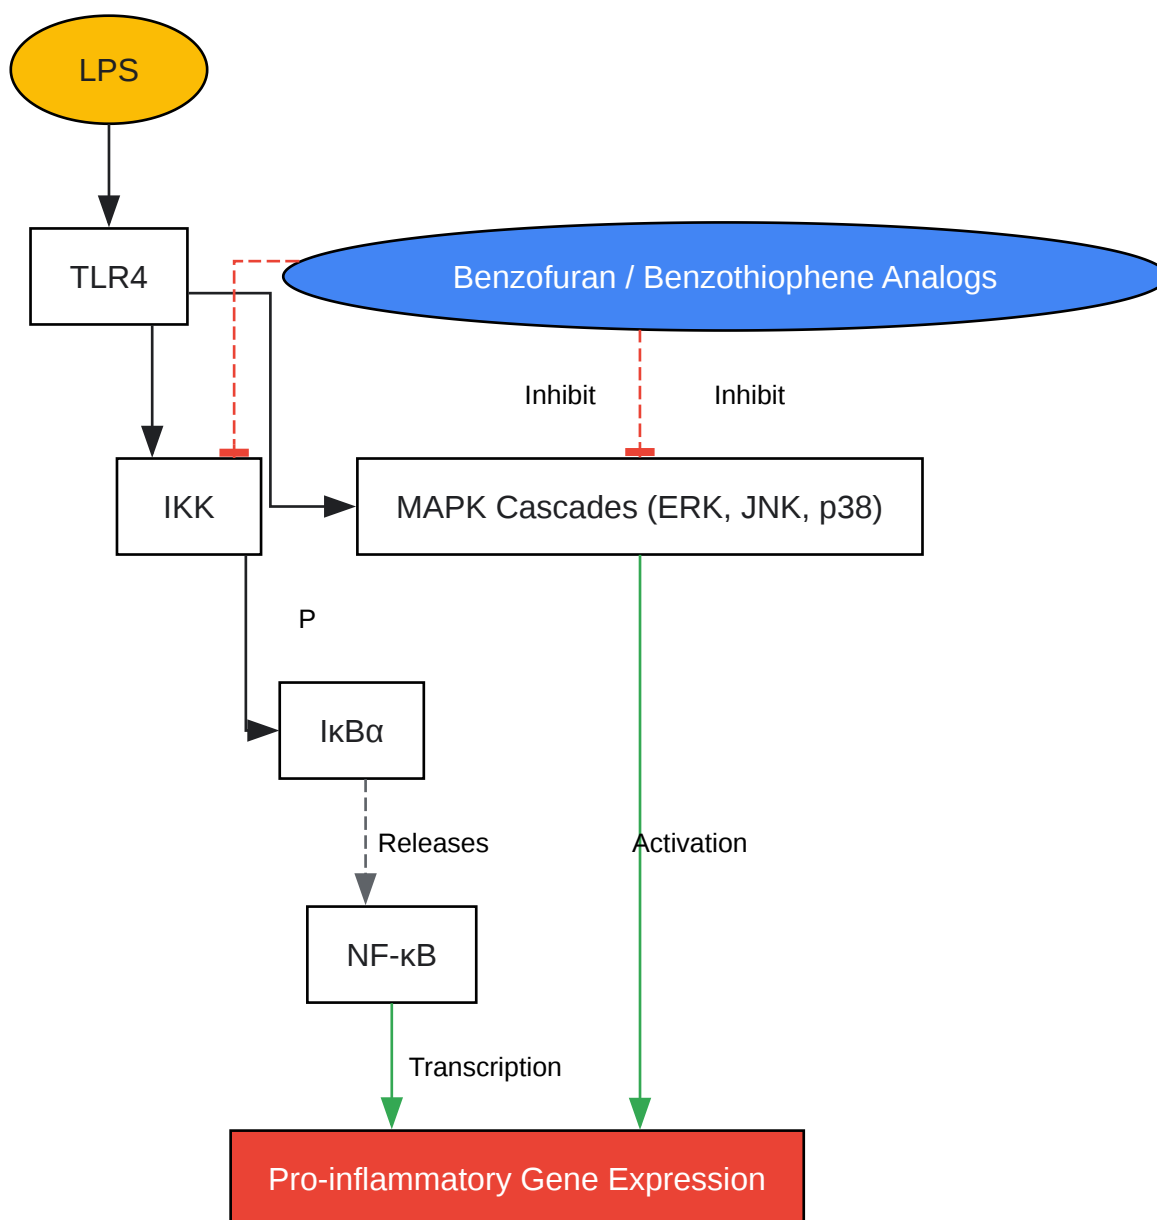 LPS
TLR4
Benzofuran / Benzothiophene Analogs
Inhibit
Inhibit
IKK
MAPK Cascades (ERK, JNK, p38)
P
IκBα
Releases
Activation
NF-κB
Transcription
Pro-inflammatory Gene Expression